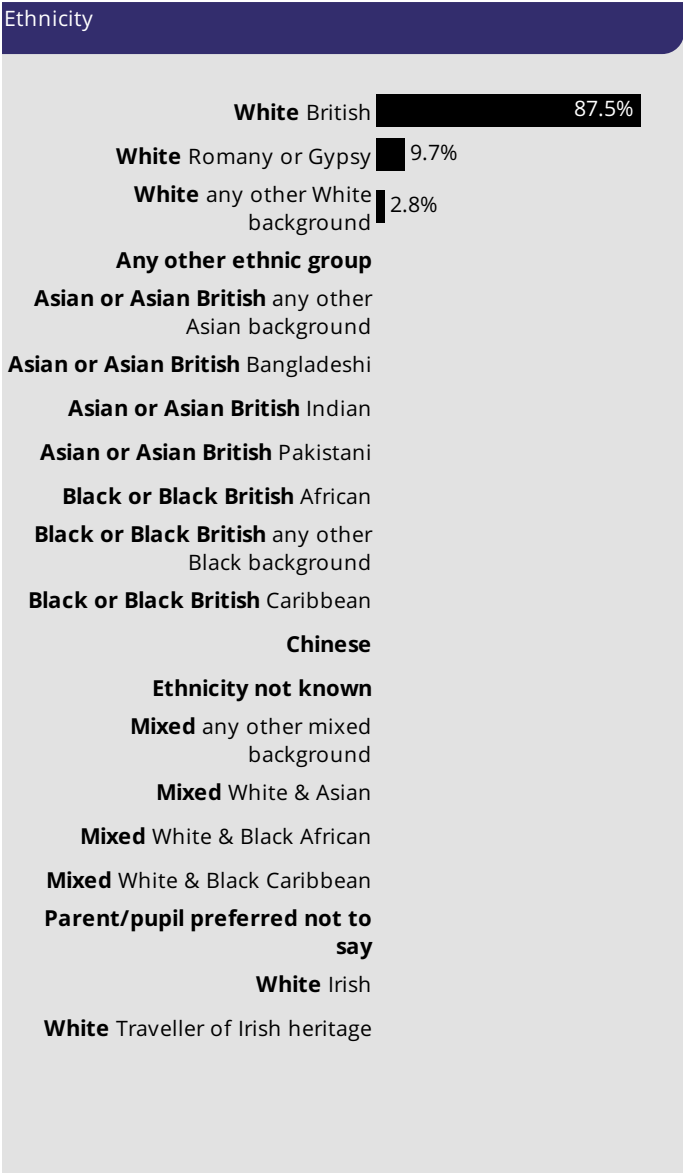 Ethnicity
White British 87.5%
White Romany or Gypsy 9.7%
White any other White
background 2.8%
Any other ethnic group
Asian or Asian British any other
Asian background
Asian or Asian British Bangladeshi
Asian or Asian British Indian
Asian or Asian British Pakistani
Black or Black British African
Black or Black British any other
Black background
Black or Black British Caribbean
Chinese
Ethnicity not known
Mixed any other mixed
background
Mixed White & Asian
Mixed White & Black African
Mixed White & Black Caribbean
Parent/pupil preferred not to
say
White Irish
White Traveller of Irish heritage